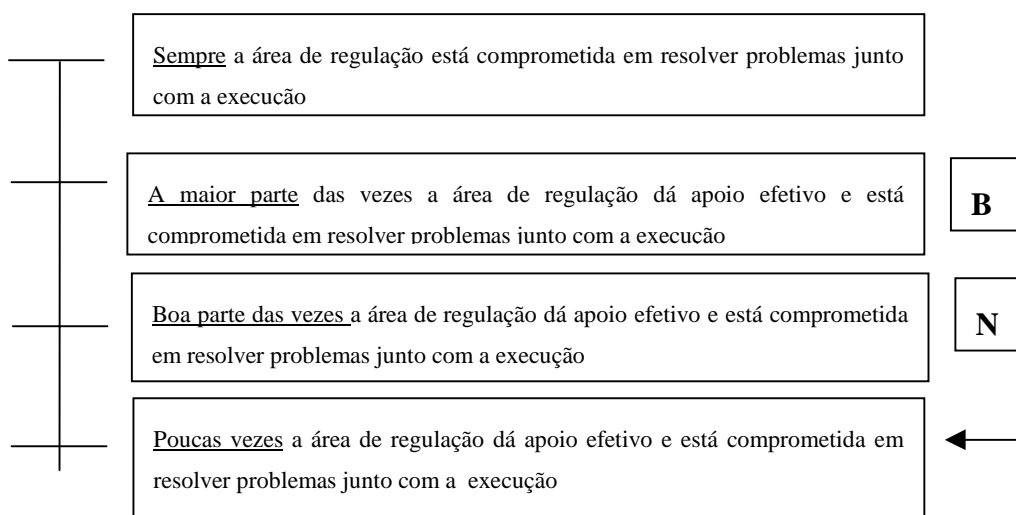 Sempre a área de regulação está comprometida em resolver problemas junto
com a execução
A maior parte das vezes a área de regulação dá apoio efetivo e está
comprometida em resolver problemas junto com a execução
B
Boa parte das vezes a área de regulação dá apoio efetivo e está comprometida
em resolver problemas junto com a execução
N
Poucas vezes a área de regulação dá apoio efetivo e está comprometida em
resolver problemas junto com a execução